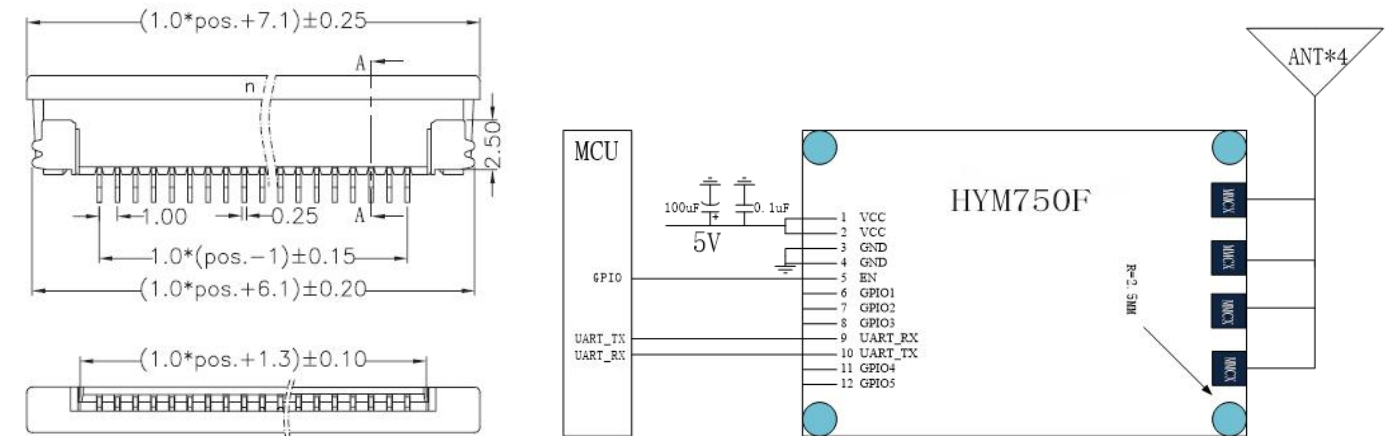 (1.0*pos.+7.1)±0.25
A
n
2.50
1.00
0.25
A
1.0*(pos.-1)±0.15
(1.0*pos.+6.1)±0.20
(1.0*pos.+1.3)±0.10
ANT*4
MCU
HYM750F
100uF
+
0.1uF
5V
1 VCC
2 VCC
3 GND
4 GND
GPIO
5 EN
6 GPIO1
7 GPIO2
8 GPIO3
UART_TX
9 UART_RX
UART_RX
10 UART_TX
11 GPIO4
12 GPIO5
MMCX
MMCX
MMCX
MMCX
R=2.5MM